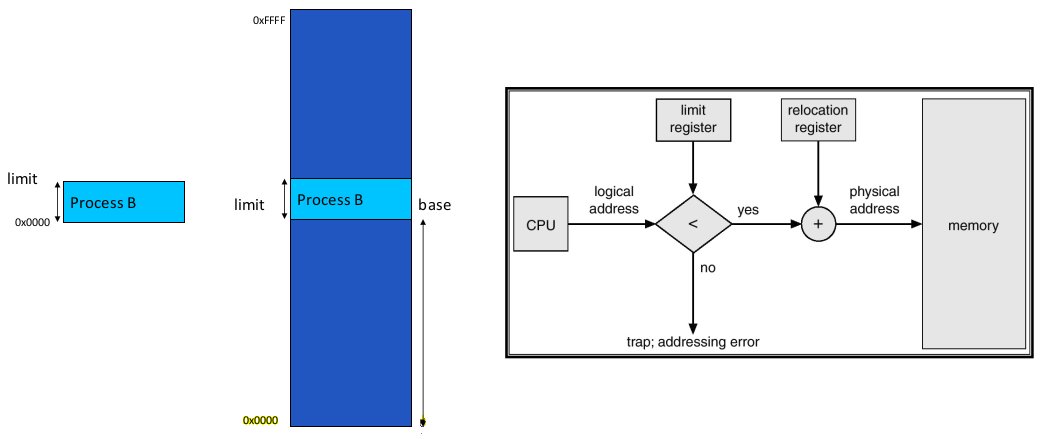 limit
Process B
0x0000
0xFFFF
limit
Process B
base
0x0000
limit
register
relocation
register
CPU
logical
address
<
yes
+
physical
address
memory
no
trap; addressing error